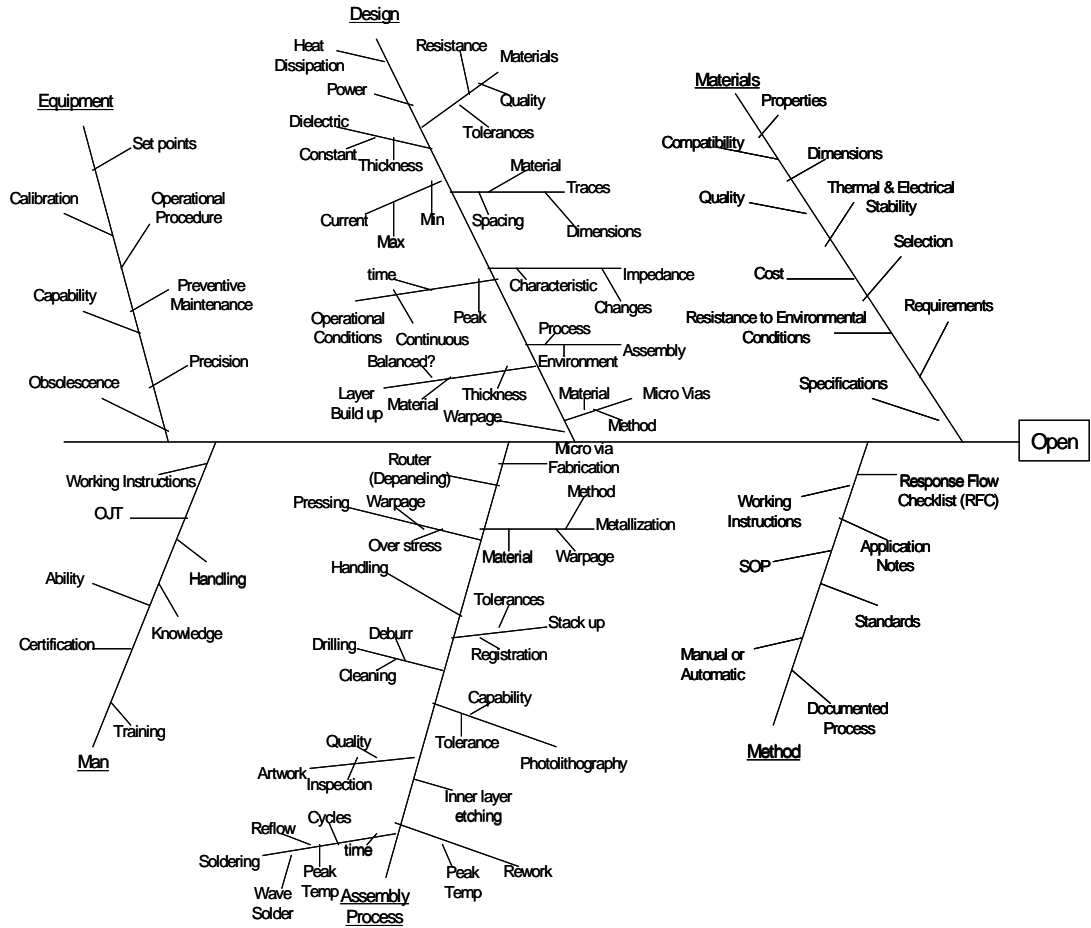 Design
Heat
Dissipation
Resistance
Materials
Power
Quality
Tolerances
Dielectric
Constant
Thickness
Material
Traces
Spacing
Dimensions
Current
Max
Min
time
Operational
Conditions
Continuous
Peak
Characteristic
Impedance
Changes
Process
Assembly
Environment
Balanced?
Layer
Build up
Material
Thickness
Warpage
Material
Micro Vias
Method
Equipment
Set points
Calibration
Operational
Procedure
Capability
Preventive
Maintenance
Precision
Obsolescence
Materials
Properties
Compatibility
Dimensions
Quality
Thermal & Electrical
Stability
Selection
Cost
Requirements
Resistance to Environmental
Conditions
Specifications
Open
Working Instructions
OJT
Handling
Ability
Knowledge
Certification
Training
Man
Micro via
Fabrication
Router
(Depaneling)
Method
Pressing
Warpage
Over stress
Metallization
Material
Warpage
Handling
Tolerances
Stack up
Registration
Deburr
Drilling
Cleaning
Capability
Tolerance
Photolithography
Quality
Artwork
Inspection
Inner layer
etching
Cycles
Reflow
time
Soldering
Peak
Temp
Wave
Solder
Rework
Peak
Temp
Assembly
Process
Response Flow
Checklist (RFC)
Working
Instructions
Application
Notes
SOP
Standards
Manual or
Automatic
Documented
Process
Method